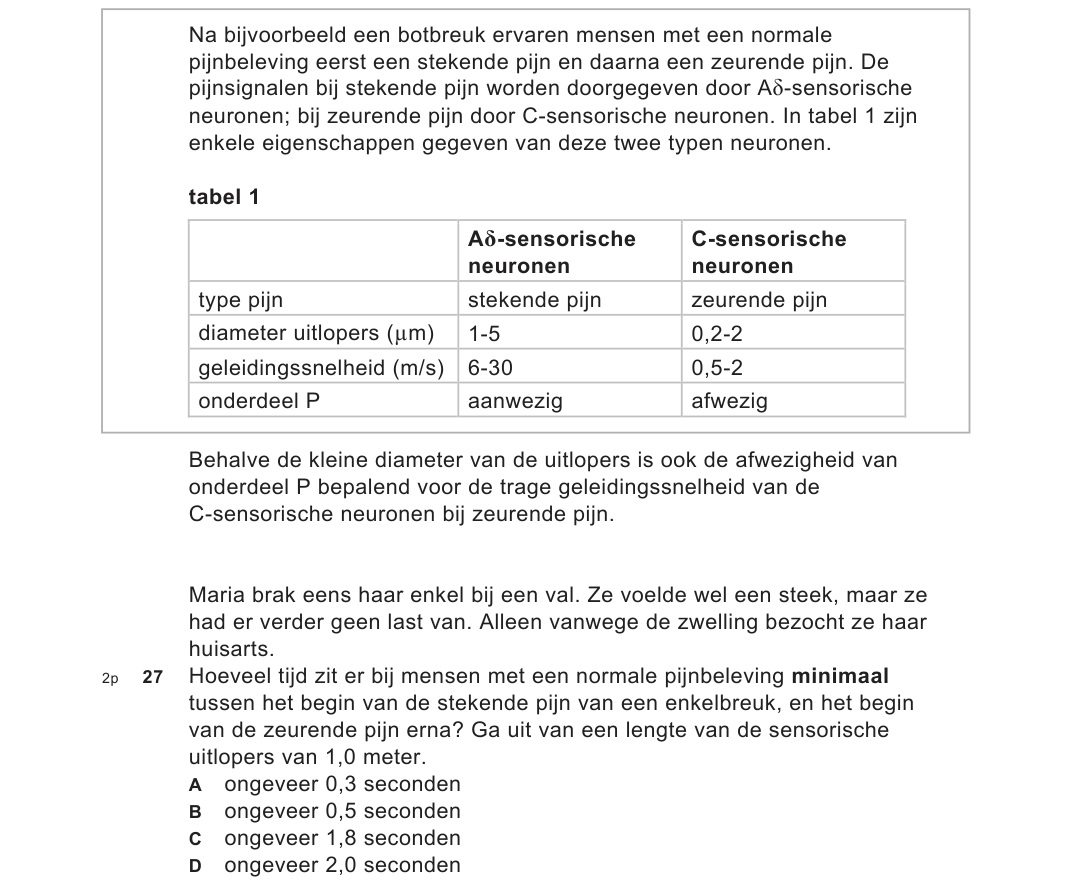 Na bijvoorbeeld een botbreuk ervaren mensen met een normale
pijnbeleving eerst een stekende pijn en daarna een zeurende pijn. De
pijnsignalen bij stekende pijn worden doorgegeven door Aδ-sensorische
neuronen; bij zeurende pijn door C-sensorische neuronen. In tabel 1 zijn
enkele eigenschappen gegeven van deze twee typen neuronen.
tabel 1
Aδ-sensorische neuronen C-sensorische neuronen
type pijn stekende pijn zeurende pijn
diameter uitlopers (μm) 1-5 0,2-2
geleidingssnelheid (m/s) 6-30 0,5-2
onderdeel P aanwezig afwezig
Behalve de kleine diameter van de uitlopers is ook de afwezigheid van
onderdeel P bepalend voor de trage geleidingssnelheid van de
C-sensorische neuronen bij zeurende pijn.
Maria brak eens haar enkel bij een val. Ze voelde wel een steek, maar ze
had er verder geen last van. Alleen vanwege de zwelling bezocht ze haar
huisarts.
2p 27 Hoeveel tijd zit er bij mensen met een normale pijnbeleving minimaal
tussen het begin van de stekende pijn van een enkelbreuk, en het begin
van de zeurende pijn erna? Ga uit van een lengte van de sensorische
uitlopers van 1,0 meter.
A ongeveer 0,3 seconden
B ongeveer 0,5 seconden
C ongeveer 1,8 seconden
D ongeveer 2,0 seconden